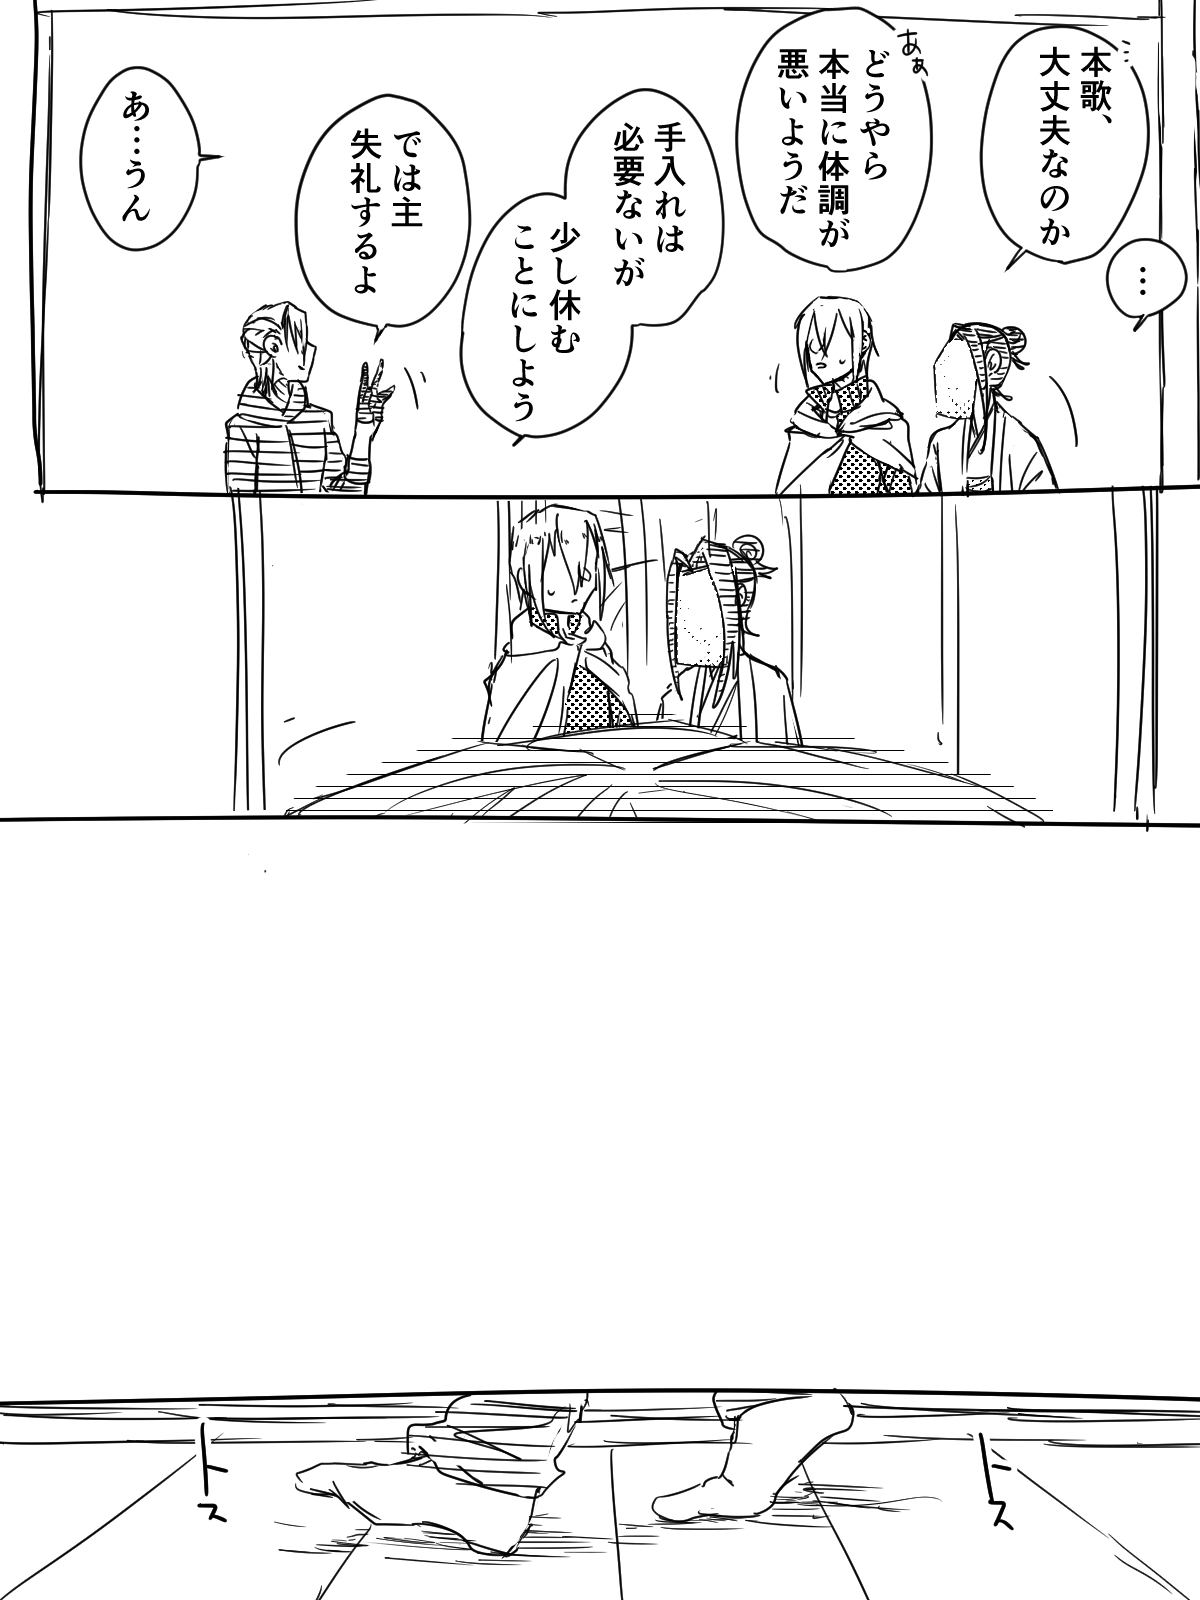 本歌、
大丈夫なのか
…
ああ
どうやら
本当に体調が
悪いようだ
手入れは
必要ないが
少し休む
ことにしよう
では主
失礼するよ
あ…うん
トス
トス